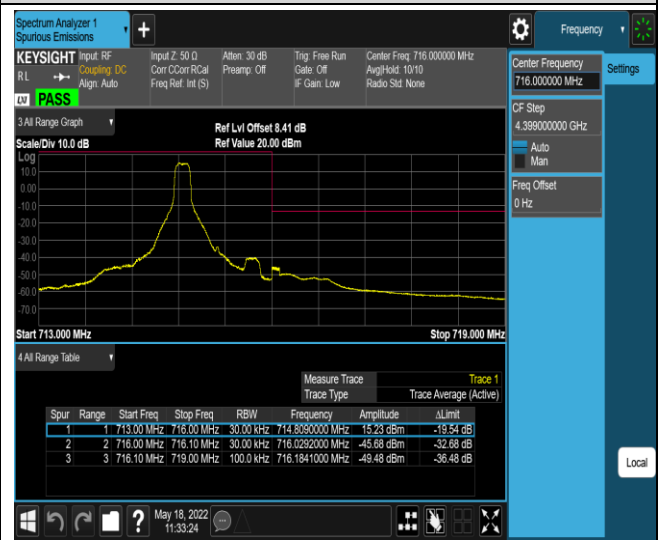 Spectrum Analyzer 1
Spurious Emissions
+
Frequency
KEYSIGHT
R L
LXI
PASS
Input: RF
Coupling: DC
Align: Auto
Input Z: 50 Ω
Corr CCorr RCal
Freq Ref: Int (S)
Atten: 30 dB
Preamp: Off
Trig: Free Run
Gate: Off
IF Gain: Low
Center Freq: 716.000000 MHz
Avg|Hold: 10/10
Radio Std: None
Center Frequency
716.000000 MHz
Settings
CF Step
4.399000000 GHz
Auto
Man
Freq Offset
0 Hz
3 All Range Graph
Scale/Div 10.0 dB
Ref Lvl Offset 8.41 dB
Ref Value 20.00 dBm
Log
10.0
0.00
-10.0
-20.0
-30.0
-40.0
-50.0
-60.0
-70.0
Start 713.000 MHz
Stop 719.000 MHz
4 All Range Table
Measure Trace Trace 1
Trace Type Trace Average (Active)
Spur Range Start Freq Stop Freq RBW Frequency Amplitude ΔLimit
1 1 713.00 MHz 716.00 MHz 30.00 kHz 714.8090000 MHz 15.23 dBm -19.54 dB
2 2 716.00 MHz 716.10 MHz 30.00 kHz 716.0292000 MHz -45.68 dBm -32.68 dB
3 3 716.10 MHz 719.00 MHz 100.0 kHz 716.1841000 MHz -49.48 dBm -36.48 dB
Local
?
May 18, 2022
11:33:24